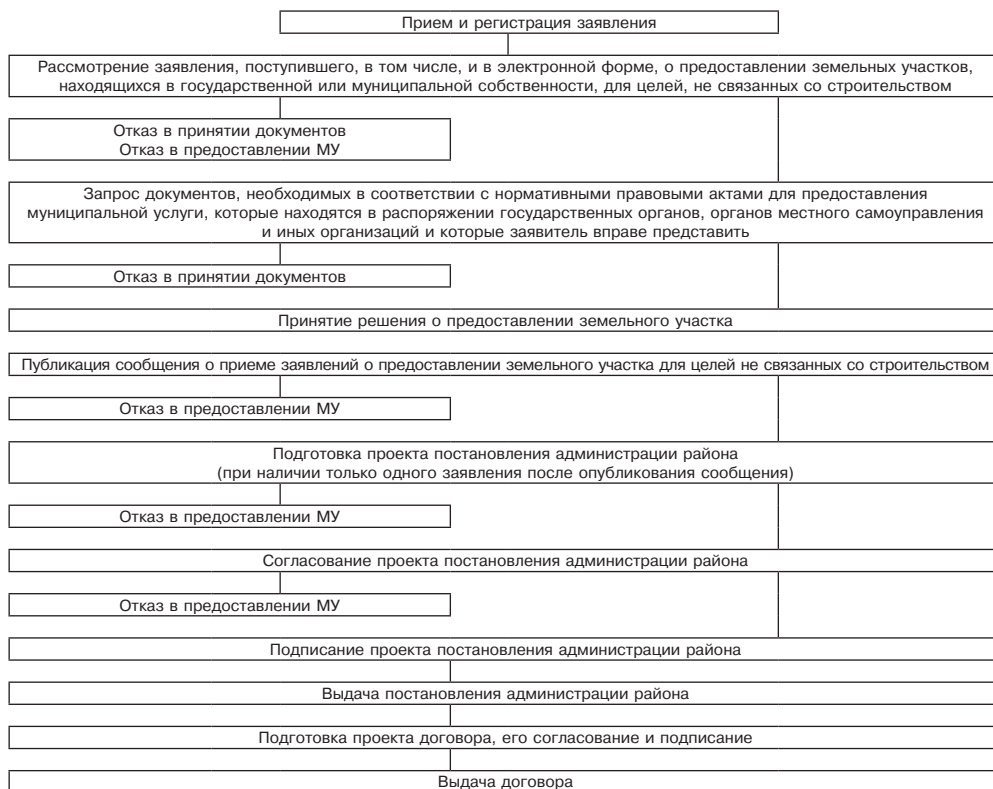 Прием и регистрация заявления
Рассмотрение заявления, поступившего, в том числе, и в электронной форме, о предоставлении земельных участков,
находящихся в государственной или муниципальной собственности, для целей, не связанных со строительством
Отказ в принятии документов
Отказ в предоставлении МУ
Запрос документов, необходимых в соответствии с нормативными правовыми актами для предоставления
муниципальной услуги, которые находятся в распоряжении государственных органов, органов местного самоуправления
и иных организаций и которые заявитель вправе представить
Отказ в принятии документов
Принятие решения о предоставлении земельного участка
Публикация сообщения о приеме заявлений о предоставлении земельного участка для целей не связанных со строительством
Отказ в предоставлении МУ
Подготовка проекта постановления администрации района
(при наличии только одного заявления после опубликования сообщения)
Отказ в предоставлении МУ
Согласование проекта постановления администрации район
Отказ в предоставлении МУ
Подписание проекта постановления администрации района
Выдача постановления администрации района
Подготовка проекта договора, его согласование и подписание
Выдача договора